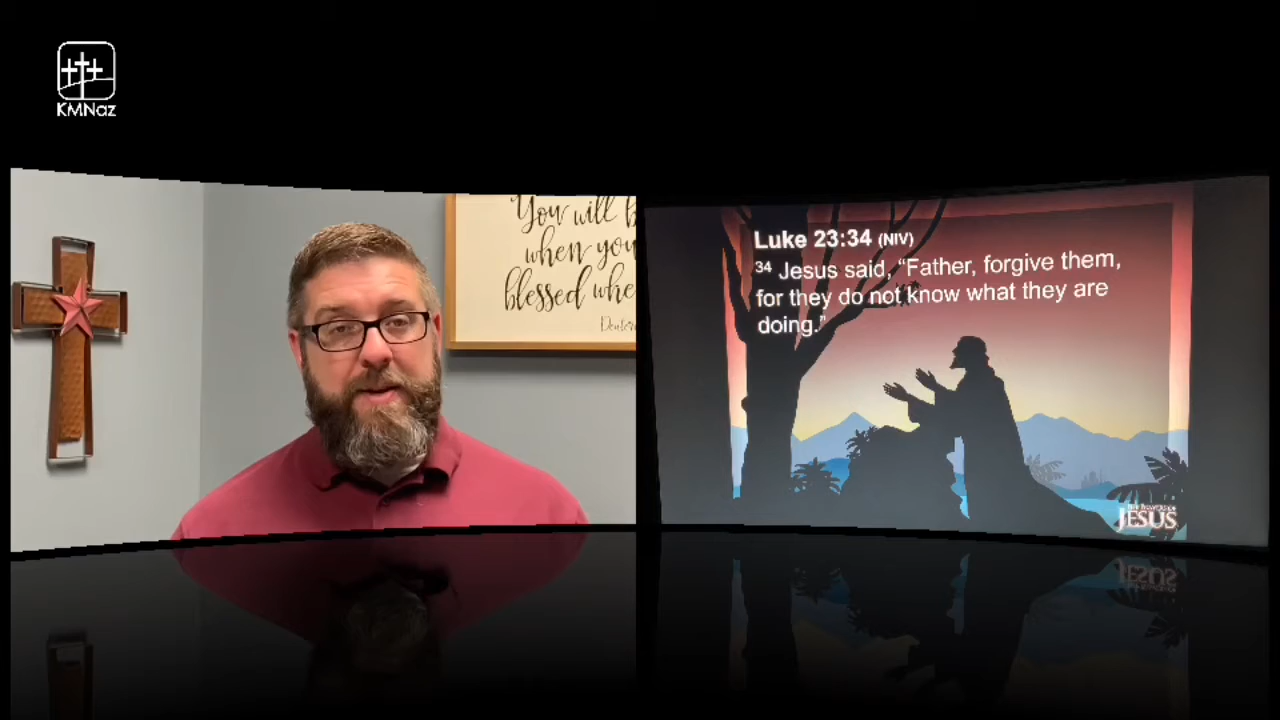 KMNaz
You will b
when you
blessed whe
Luke 23:34 (NIV)
34 Jesus said, “Father, forgive them,
for they do not know what they are
doing.”
JESUS